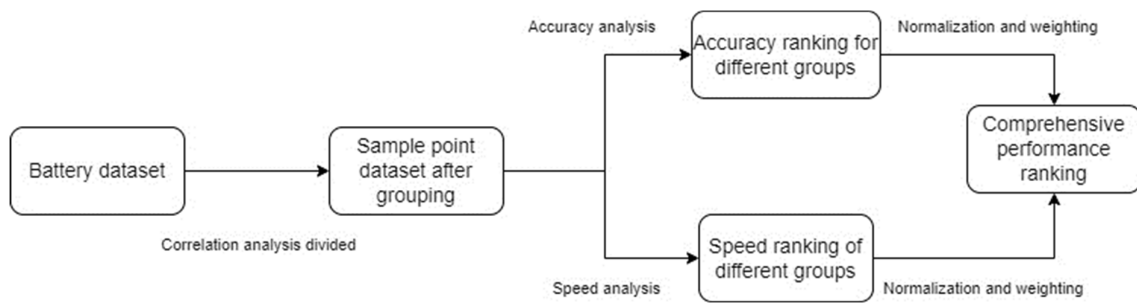 Accuracy analysis
Accuracy ranking for
different groups
Normalization and weighting
Battery dataset
Correlation analysis divided
Sample point
dataset after
grouping
Comprehensive
performance
ranking
Speed analysis
Speed ranking of
different groups
Normalization and weighting